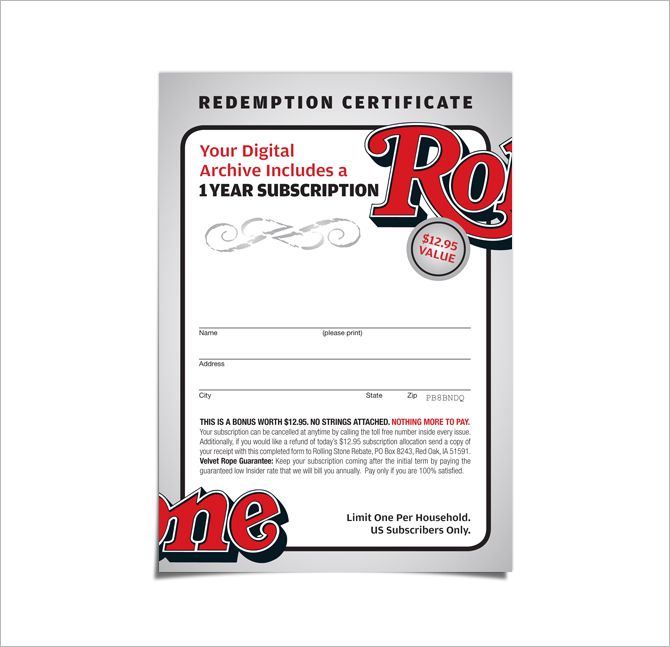 REDEMPTION CERTIFICATE
Your Digital
Archive Includes a
1 YEAR SUBSCRIPTION
Ro
$12.95
VALUE
Name (please print)
Address
City State Zip PB8BNDQ
THIS IS A BONUS WORTH $12.95. NO STRINGS ATTACHED. NOTHING MORE TO PAY.
Your subscription can be cancelled at anytime by calling the toll free number inside every issue.
Additionally, if you would like a refund of today's $12.95 subscription allocation send a copy of
your receipt with this completed form to Rolling Stone Rebate, PO Box 8243, Red Oak, IA 51591.
Velvet Rope Guarantee: Keep your subscription coming after the initial term by paying the
guaranteed low Insider rate that we will bill you annually. Pay only if you are 100% satisfied.
ne
Limit One Per Household.
US Subscribers Only.